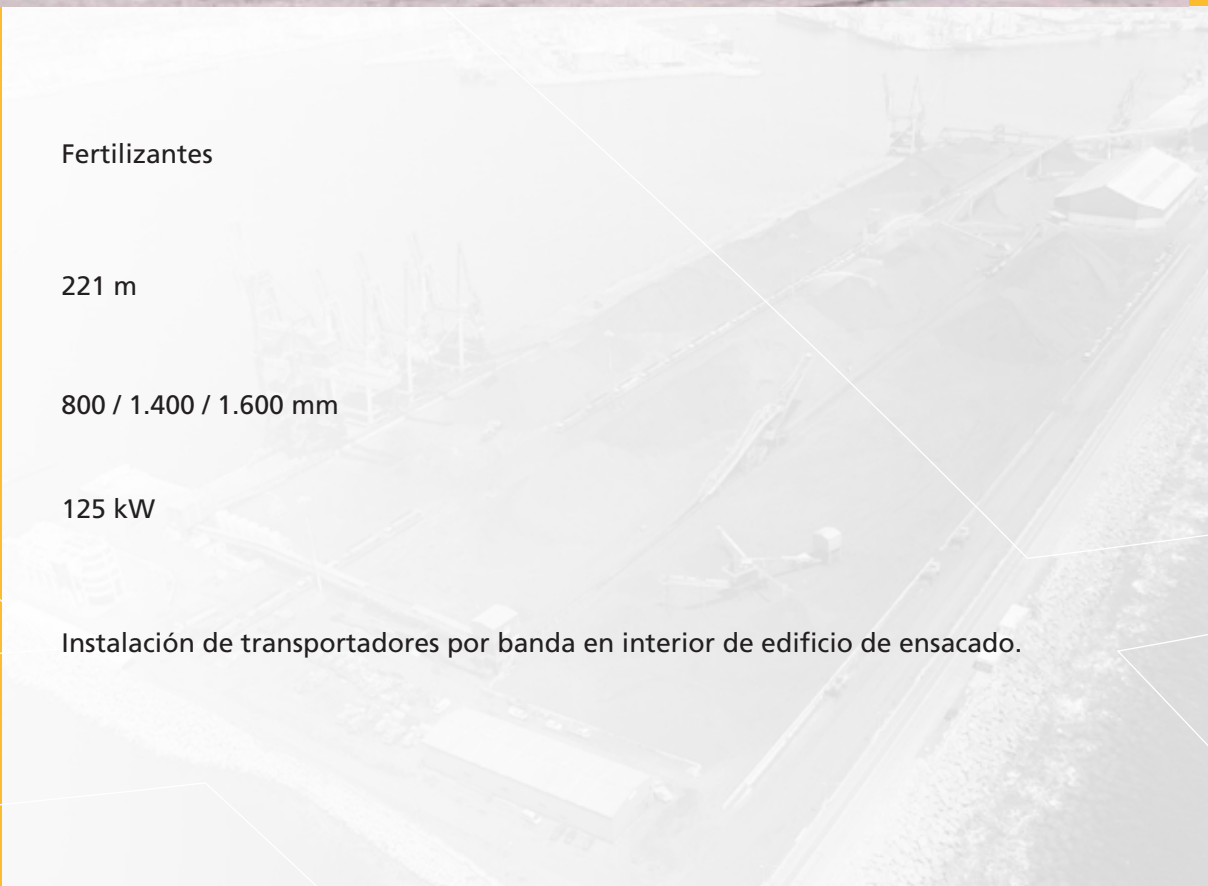 Fertilizantes
221 m
800 / 1.400 / 1.600 mm
125 kW
Instalación de transportadores por banda en interior de edificio de ensacado.